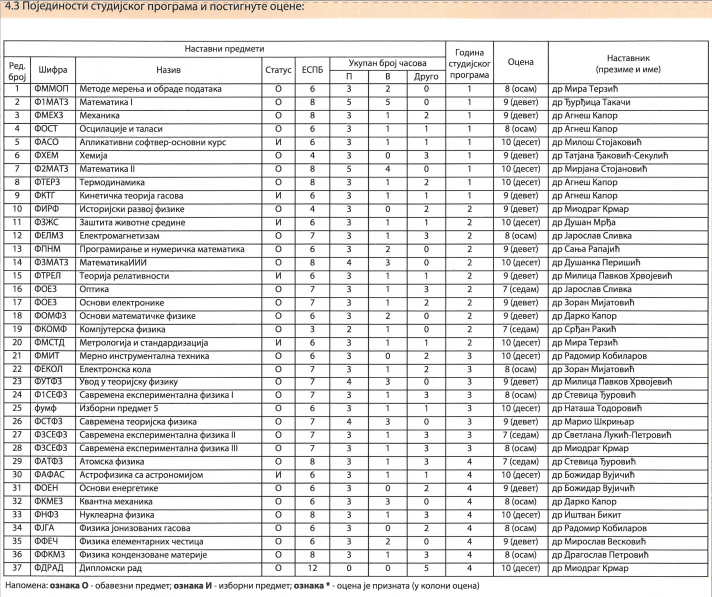 4.3 Појединости студијског програма и постигнуте оцене:
Наставни предмети
Ред. број Шифра Назив Статус ЕСПБ Укупан број часова П В Друго Година студијског програма Оцена Наставник (презиме и име)
1 ФММОП Методе мерења и обраде података О 6 3 2 0 1 8 (осам) др Мира Терзић
2 Ф1МАТЗ Математика I О 8 5 5 0 1 9 (девет) др Ђурђица Такачи
3 ФМЕХЗ Механика О 8 3 1 2 1 9 (девет) др Агнеш Капор
4 ФОСТ Осцилације и таласи О 6 3 1 1 1 8 (осам) др Агнеш Капор
5 ФАСО Апликативни софтвер-основни курс И 6 3 1 1 1 10 (десет) др Милош Стојаковић
6 ФХЕМ Хемија О 4 3 0 3 1 9 (девет) др Татјана Ђаковић-Секулић
7 Ф2МАТЗ Математика II О 8 5 4 0 1 10 (десет) др Мирјана Стојановић
8 ФТЕРЗ Термодинамика О 8 3 1 2 1 10 (десет) др Агнеш Капор
9 ФКТГ Кинетичка теорија гасова И 6 3 1 1 1 9 (девет) др Агнеш Капор
10 ФИРФ Историјски развој физике О 4 3 0 2 2 9 (девет) др Миодраг Крмар
11 ФЗЖС Заштита животне средине И 6 3 1 1 2 10 (десет) др Душан Мрђа
12 ФЕЛМЗ Електромагнетизам О 7 3 1 3 2 8 (осам) др Јарослав Сливка
13 ФПНМ Програмирање и нумеричка математика О 6 3 2 0 2 9 (девет) др Сања Рапајић
14 ФЗМАТЗ МатематикаИИИ О 8 4 3 0 2 10 (десет) др Душанка Перишић
15 ФТРЕЛ Теорија релативности И 6 3 1 1 2 9 (девет) др Милица Павков Хрвојевић
16 ФОЕЗ Оптика О 7 3 1 3 2 7 (седам) др Јарослав Сливка
17 ФОЕЗ Основи електронике О 7 3 1 2 2 9 (девет) др Зоран Мијатовић
18 ФОМФЗ Основи математичке физике О 6 3 2 0 2 9 (девет) др Дарко Капор
19 ФКОМФ Компјутерска физика О 3 2 1 0 2 7 (седам) др Срђан Ракић
20 ФМСТД Метрологија и стандардизација И 6 3 1 1 2 10 (десет) др Мира Терзић
21 ФМИТ Мерно инструментална техника О 6 3 0 2 3 10 (десет) др Радомир Кобиларов
22 ФЕКОЛ Електронска кола О 7 3 1 2 3 8 (осам) др Зоран Мијатовић
23 ФУТФЗ Увод у теоријску физику О 7 4 3 0 3 9 (девет) др Милица Павков Хрвојевић
24 Ф1СЕФЗ Савремена експериментална физика I О 7 3 1 3 3 8 (осам) др Стевица Ђуровић
25 фумф Изборни предмет 5 О 6 3 1 1 3 10 (десет) др Наташа Тодоровић
26 ФСТФЗ Савремена теоријска физика О 7 4 3 0 3 9 (девет) др Марио Шкрињар
27 Ф3СЕФЗ Савремена експериментална физика II О 7 3 1 3 3 7 (седам) др Светлана Лукић-Петровић
28 Ф3СЕФЗ Савремена експериментална физика III О 7 3 1 3 3 8 (осам) др Миодраг Крмар
29 ФАТФЗ Атомска физика О 8 3 1 3 4 7 (седам) др Стевица Ђуровић
30 ФАФАС Астрофизика са астрономијом И 6 3 1 1 4 10 (десет) др Божидар Вујичић
31 ФОЕН Основи енергетике О 6 3 0 2 4 9 (девет) др Божидар Вујичић
32 ФКМЕЗ Квантна механика О 6 3 3 0 4 8 (осам) др Дарко Капор
33 ФНФЗ Нуклеарна физика О 8 3 1 3 4 10 (десет) др Иштван Бикит
34 ФЈГА Физика јонизованих гасова О 6 3 0 2 4 8 (осам) др Радомир Кобиларов
35 ФФЕЧ Физика елементарних честица О 6 3 2 0 4 9 (девет) др Мирослав Весковић
36 ФФКМЗ Физика кондензоване материје О 8 3 1 3 4 8 (осам) др Драгослав Петровић
37 ФДРАД Дипломски рад О 12 0 0 5 4 10 (десет) др Миодраг Крмар
Напомена: ознака О - обавезни предмет; ознака И - изборни предмет; ознака * - оцена је призната (у колони оцена)